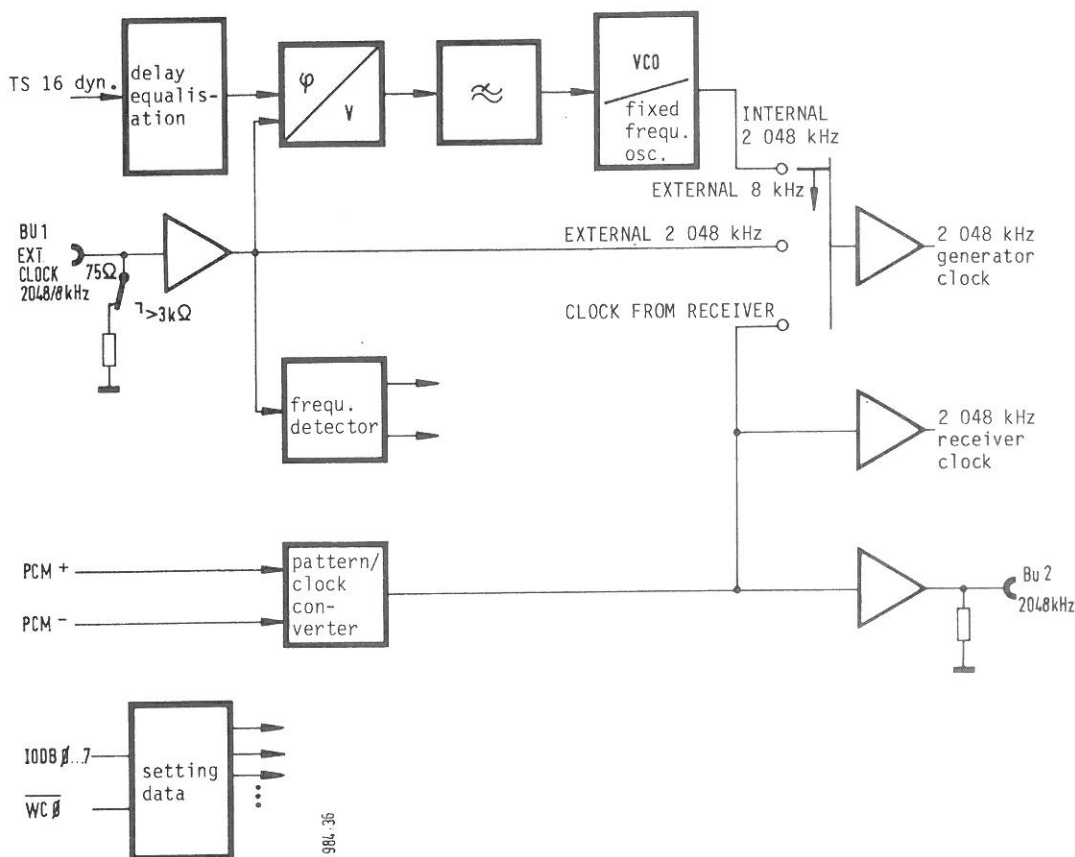 TS 16 dyn.
delay
equalis-
ation
φ
V
≈
VCO
fixed
frequ.
osc.
INTERNAL
2 048 kHz
EXTERNAL 8 kHz
BU 1
EXT.
CLOCK
2048/8kHz
75Ω
>3kΩ
EXTERNAL 2 048 kHz
2 048 kHz
generator
clock
CLOCK FROM RECEIVER
frequ.
detector
2 048 kHz
receiver
clock
PCM +
PCM -
pattern/
clock
con-
verter
Bu 2
2048kHz
IODB 0...7
WC 0
setting
data
984.36